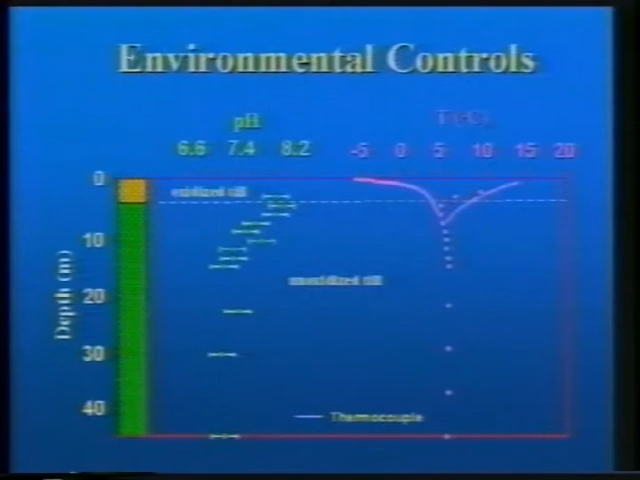 Environmental Controls
pH
T (°C)
6.6 7.4 8.2
-5 0 5 10 15 20
0
oxidized till
10
unoxidized till
Depth (m)
20
30
40
Thermocouple